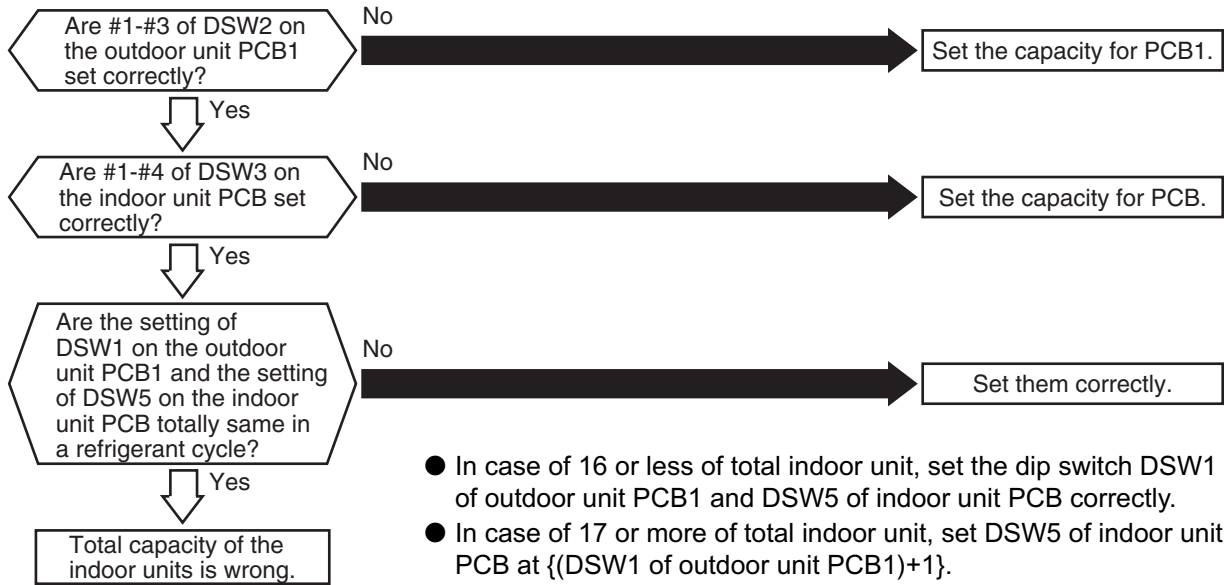 Are #1-#3 of DSW2 on
the outdoor unit PCB1
set correctly?
No
Set the capacity for PCB1.
Yes
Are #1-#4 of DSW3 on
the indoor unit PCB set
correctly?
No
Set the capacity for PCB.
Yes
Are the setting of
DSW1 on the outdoor
unit PCB1 and the setting
of DSW5 on the indoor
unit PCB totally same in
a refrigerant cycle?
No
Set them correctly.
Yes
Total capacity of the
indoor units is wrong.
● In case of 16 or less of total indoor unit, set the dip switch DSW1
of outdoor unit PCB1 and DSW5 of indoor unit PCB correctly.
● In case of 17 or more of total indoor unit, set DSW5 of indoor unit
PCB at {(DSW1 of outdoor unit PCB1)+1}.